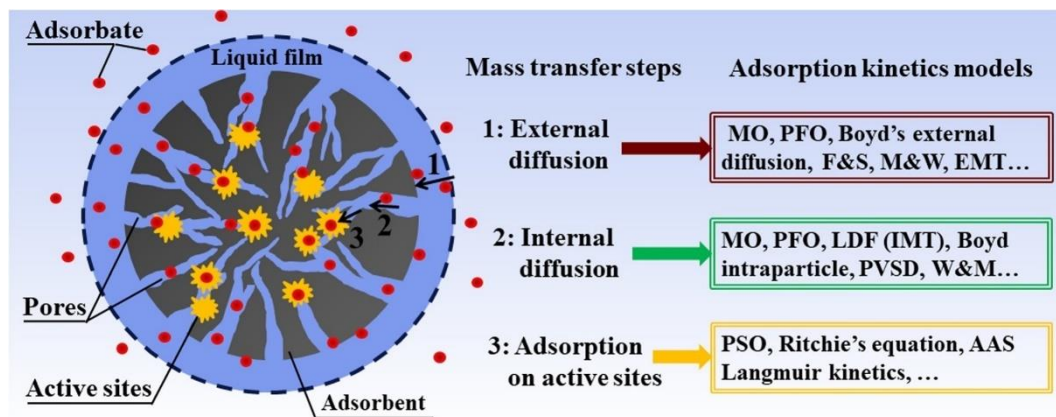 Adsorbate
Liquid film
1
2
3
Pores
Active sites
Adsorbent
Mass transfer steps
Adsorption kinetics models
1: External
diffusion
MO, PFO, Boyd's external
diffusion, F&S, M&W, EMT...
2: Internal
diffusion
MO, PFO, LDF (IMT), Boyd
intraparticle, PVSD, W&M...
3: Adsorption
on active sites
PSO, Ritchie's equation, AAS
Langmuir kinetics, ...